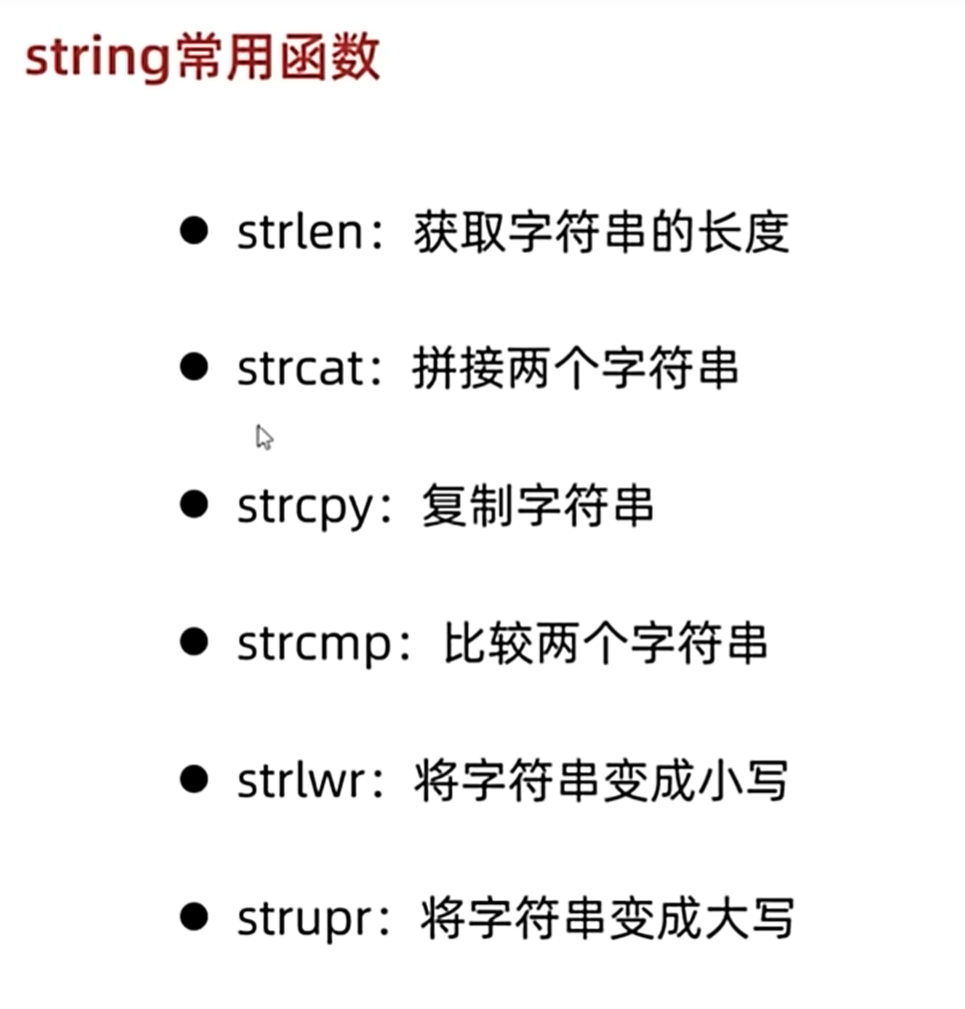 string常用函数
● strlen：获取字符串的长度
● strcat：拼接两个字符串
● strcpy：复制字符串
● strcmp：比较两个字符串
● strlwr：将字符串变成小写
● strupr：将字符串变成大写